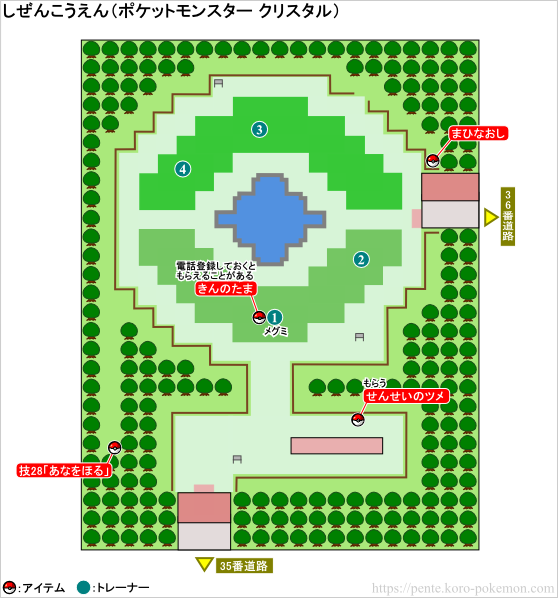 しぜんこうえん（ポケットモンスター クリスタル）
まひなおし
36番道路
3
4
2
電話登録しておくと
もらえることがある
きんのたま
1
メグミ
もらう
せんせいのツメ
技28「あなをほる」
35番道路
:アイテム
:トレーナー
https://pente.koro-pokemon.com/